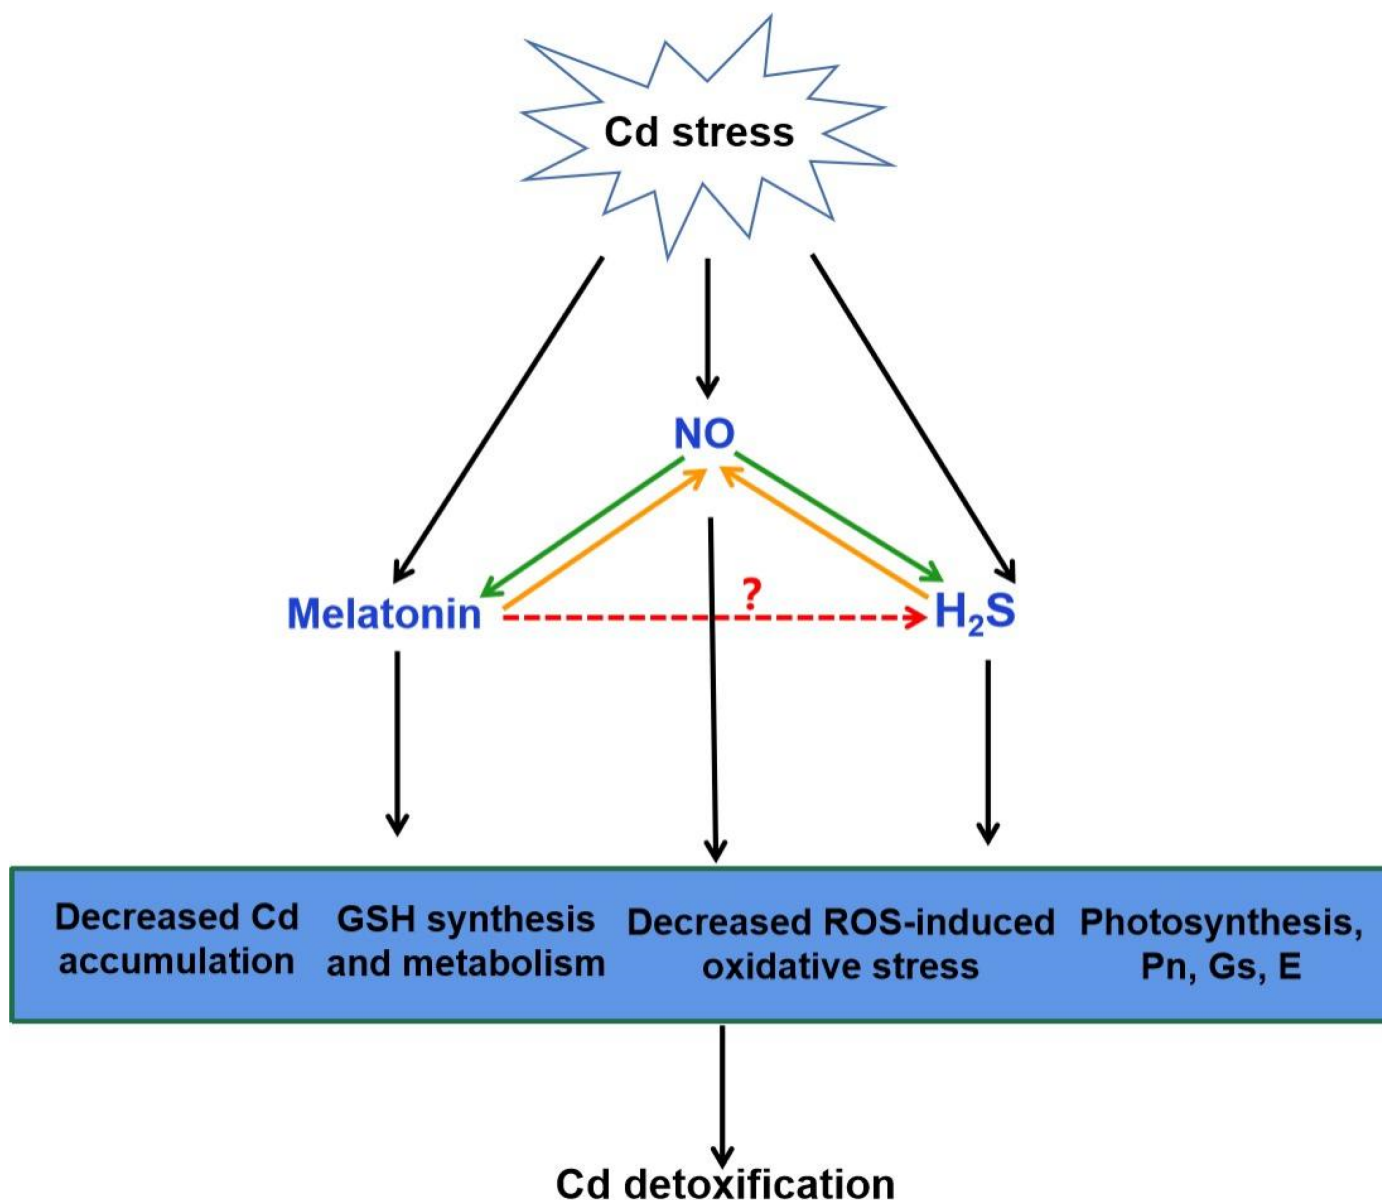 Cd stress
NO
?
Melatonin
H₂S
Decreased Cd
accumulation
GSH synthesis
and metabolism
Decreased ROS-induced
oxidative stress
Photosynthesis,
Pn, Gs, E
Cd detoxification